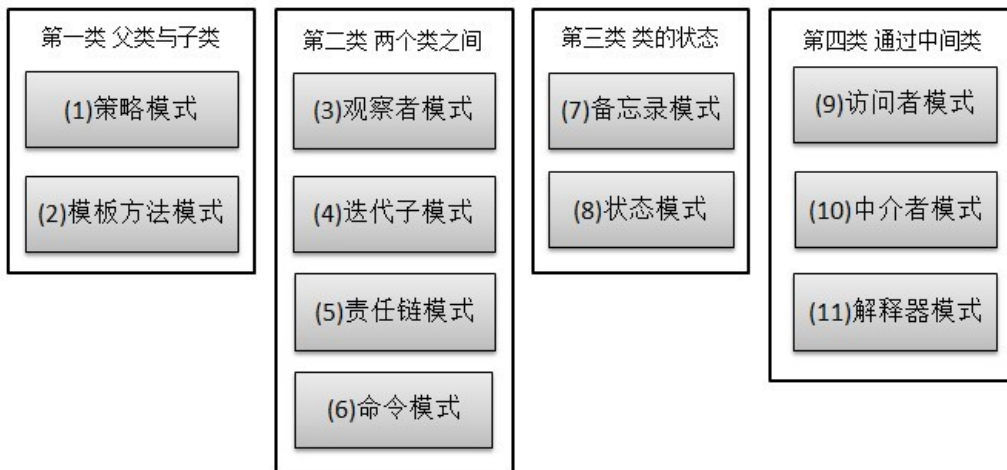 第一类 父类与子类
(1)策略模式
(2)模板方法模式
第二类 两个类之间
(3)观察者模式
(4)迭代子模式
(5)责任链模式
(6)命令模式
第三类 类的状态
(7)备忘录模式
(8)状态模式
第四类 通过中间类
(9)访问者模式
(10)中介者模式
(11)解释器模式